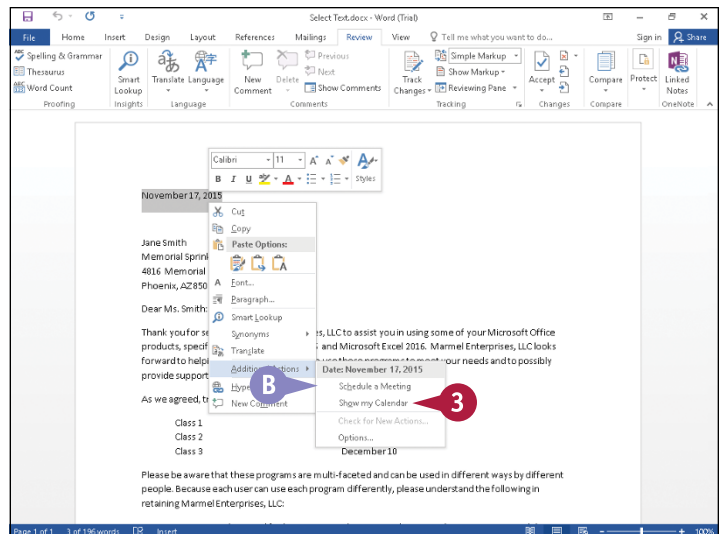 Select Text.docx - Word (Trial)
File Home Insert Design Layout References Mailings Review View Tell me what you want to do... Sign in Share
Spelling & Grammar
Thesaurus
Word Count
Proofing
Smart Lookup
Insights
Translate Language
Language
New Comment
Delete
Previous
Next
Show Comments
Comments
Track Changes
Simple Markup
Show Markup
Reviewing Pane
Tracking
Accept
Changes
Compare
Compare
Protect
Linked Notes
OneNote
Calibri 11 A A
B I U aby A Styles
November 17, 2015
Cut
Copy
Paste Options:
A
Font...
Paragraph...
Smart Lookup
Synonyms
Translate
Additional Actions
Hype
New Comment
Date: November 17, 2015
Schedule a Meeting
Show my Calendar
Check for New Actions...
Options...
B
3
Jane Smith
Memorial Sprink
4816 Memorial
Phoenix, AZ 850
Dear Ms. Smith:
Thank you for se es, LLC to assist you in using some of your Microsoft Office
products, specif and Microsoft Excel 2016. Marmel Enterprises, LLC looks
forward to helpi use these programs to meet your needs and to possibly
provide support
As we agreed, tr
Class 1
Class 2
Class 3 December 10
Please be aware that these programs are multi-faceted and can be used in different ways by different
people. Because each user can use each program differently, please understand the following in
retaining Marmel Enterprises, LLC:
Page 1 of 1 3 of 196 words Insert 100%